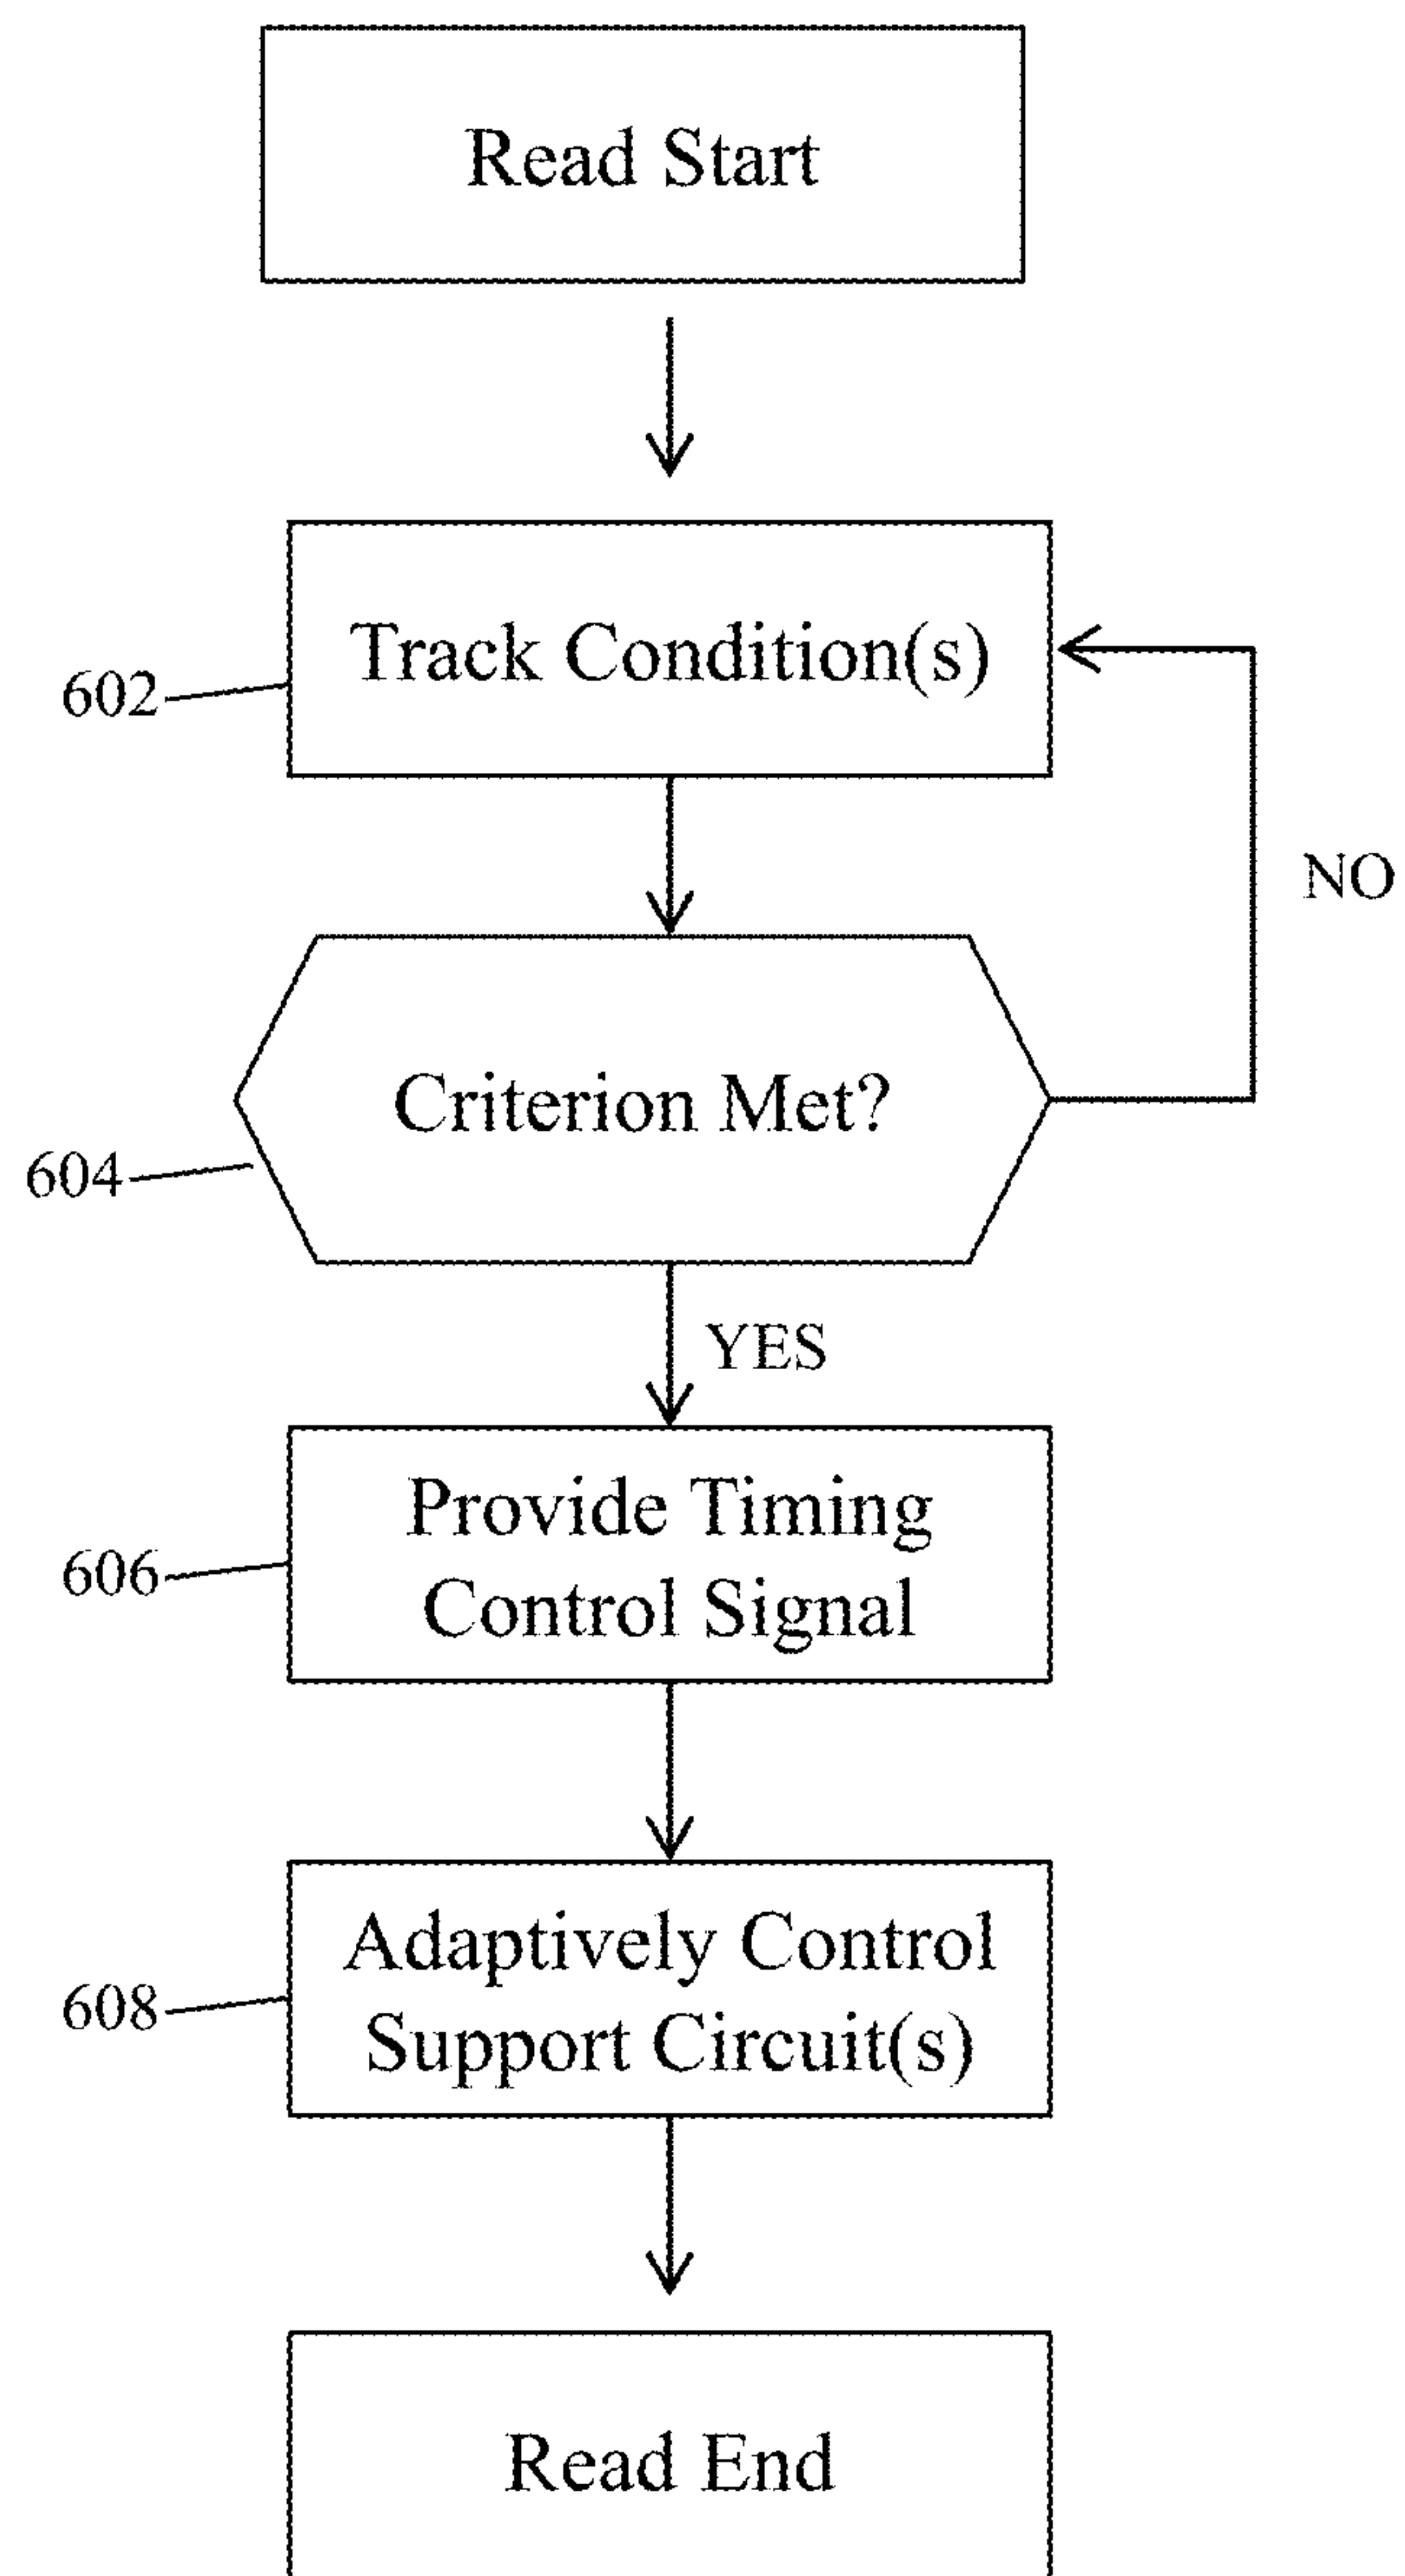 Read Start
Track Condition(s)
602
NO
Criterion Met?
604
YES
Provide Timing
Control Signal
606
Adaptively Control
Support Circuit(s)
608
Read End